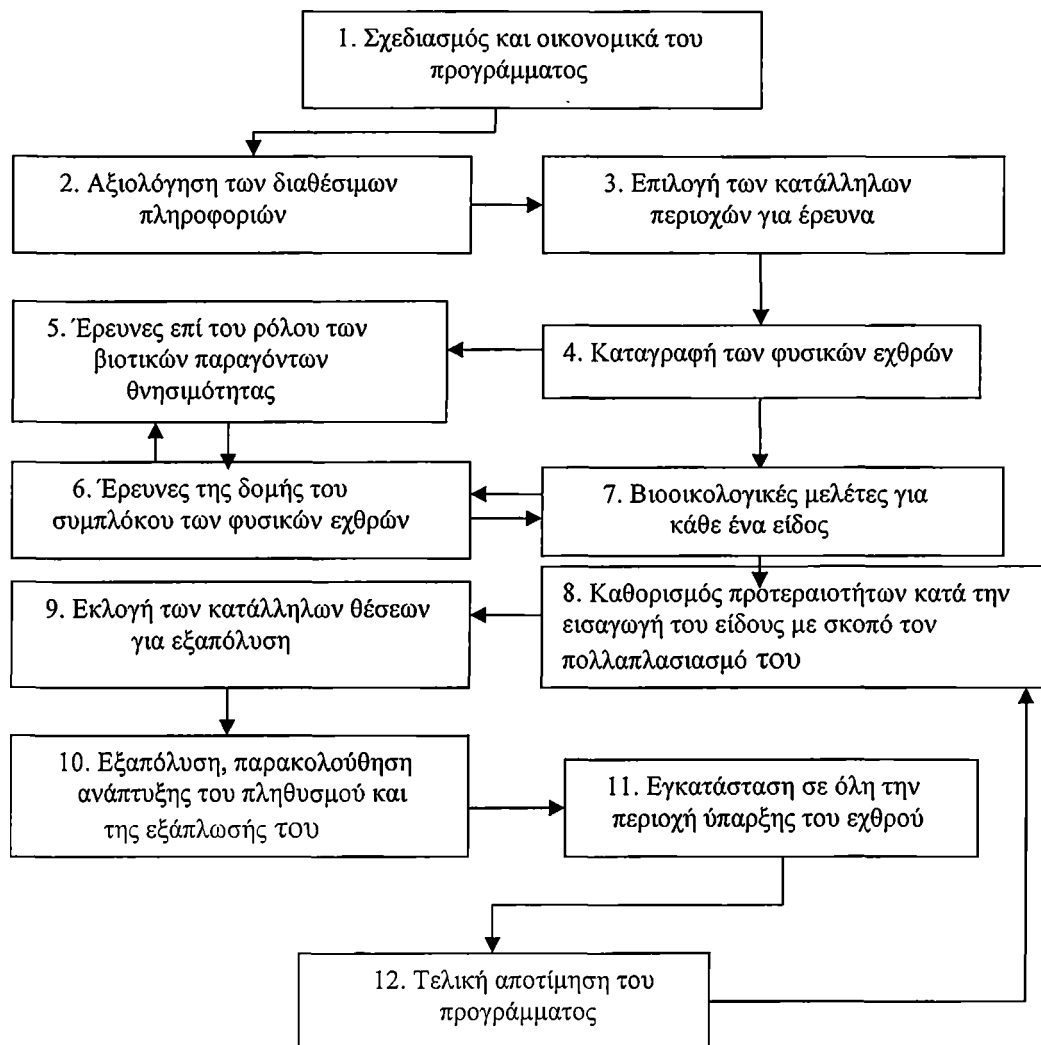 1. Σχεδιασμός και οικονομικά του
προγράμματος
2. Αξιολόγηση των διαθέσιμων
πληροφοριών
3. Επιλογή των κατάλληλων
περιοχών για έρευνα
5. Έρευνες επί του ρόλου των
βιοτικών παραγόντων
θνησιμότητας
4. Καταγραφή των φυσικών εχθρών
6. Έρευνες της δομής του
συμπλόκου των φυσικών εχθρών
7. Βιοοικολογικές μελέτες για
κάθε ένα είδος
9. Εκλογή των κατάλληλων θέσεων
για εξαπόλυση
8. Καθορισμός προτεραιοτήτων κατά την
εισαγωγή του είδους με σκοπό τον
πολλαπλασιασμό του
10. Εξαπόλυση, παρακολούθηση
ανάπτυξης του πληθυσμού και
της εξάπλωσής του
11. Εγκατάσταση σε όλη την
περιοχή ύπαρξης του εχθρού
12. Τελική αποτίμηση του
προγράμματος